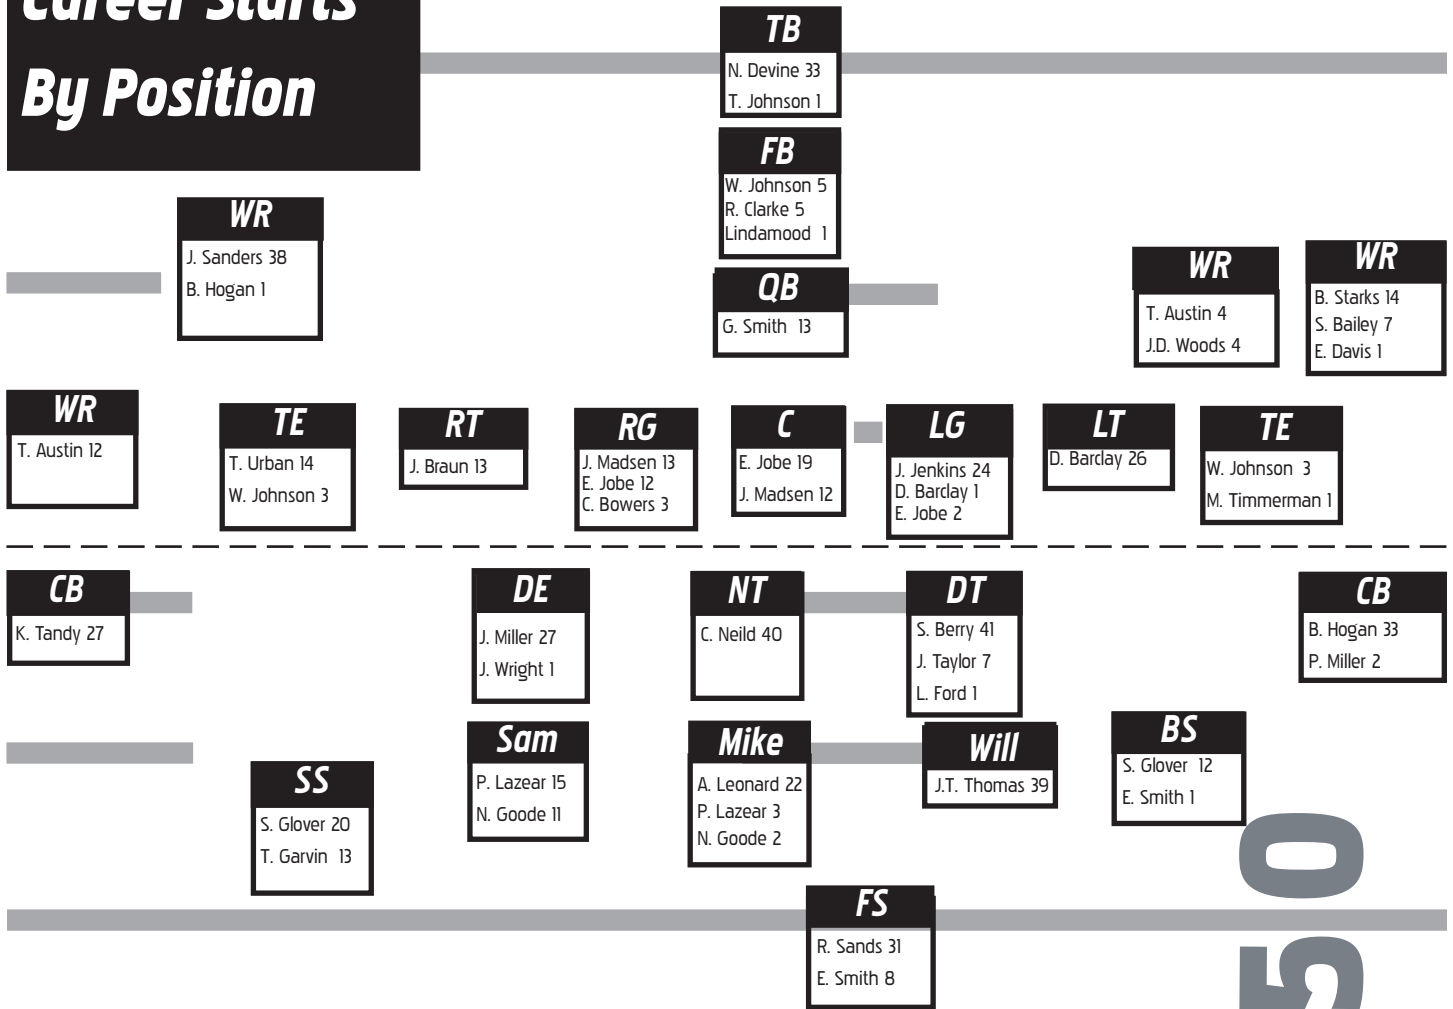 Career Starts
By Position
TB
N. Devine 33
T. Johnson 1
FB
W. Johnson 5
R. Clarke 5
Lindamood 1
WR
J. Sanders 38
B. Hogan 1
QB
G. Smith 13
WR
T. Austin 4
J.D. Woods 4
WR
B. Starks 14
S. Bailey 7
E. Davis 1
WR
T. Austin 12
TE
T. Urban 14
W. Johnson 3
RT
J. Braun 13
RG
J. Madsen 13
E. Jobe 12
C. Bowers 3
C
E. Jobe 19
J. Madsen 12
LG
J. Jenkins 24
D. Barclay 1
E. Jobe 2
LT
D. Barclay 26
TE
W. Johnson 3
M. Timmerman 1
CB
K. Tandy 27
DE
J. Miller 27
J. Wright 1
NT
C. Neild 40
DT
S. Berry 41
J. Taylor 7
L. Ford 1
CB
B. Hogan 33
P. Miller 2
SS
S. Glover 20
T. Garvin 13
Sam
P. Lazear 15
N. Goode 11
Mike
A. Leonard 22
P. Lazear 3
N. Goode 2
Will
J.T. Thomas 39
BS
S. Glover 12
E. Smith 1
FS
R. Sands 31
E. Smith 8
50